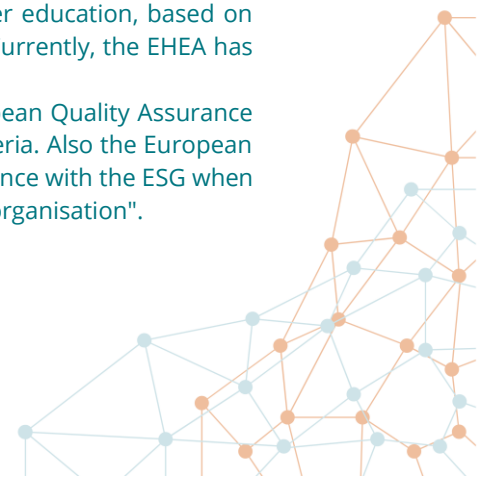 er education, based on
urrently, the EHEA has
ean Quality Assurance
eria. Also the European
nce with the ESG when
organisation".